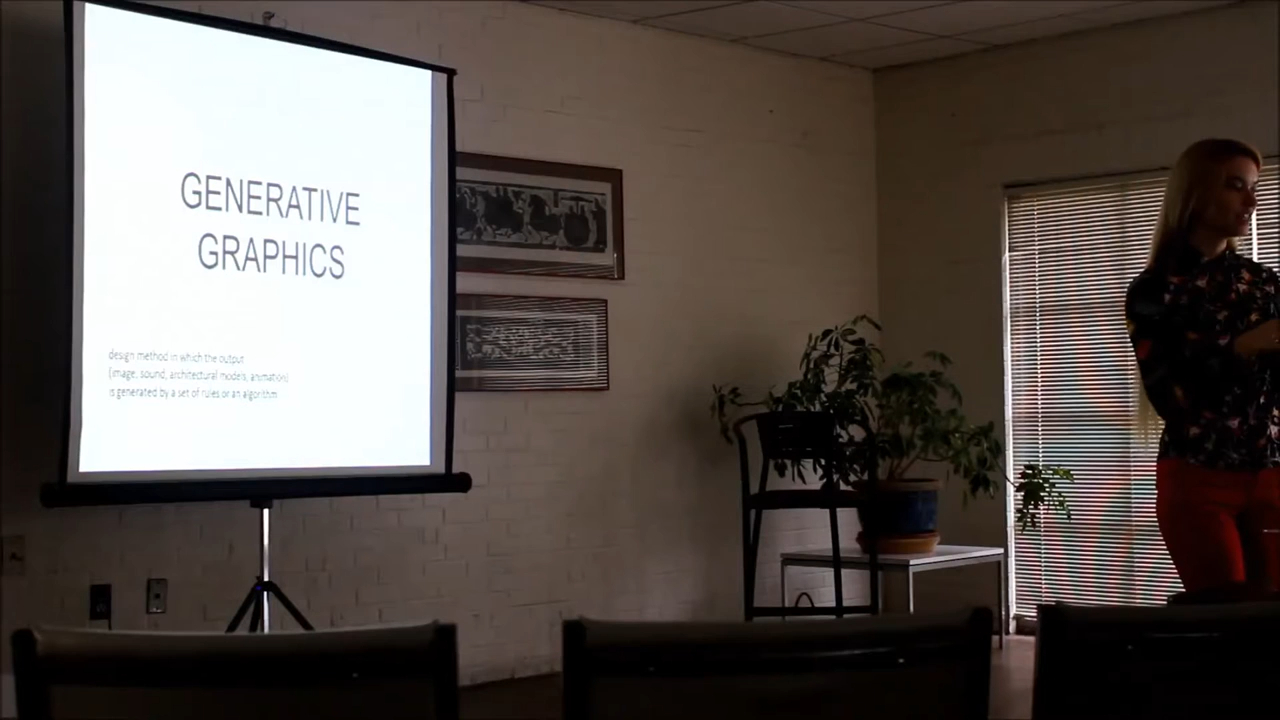 GENERATIVE
GRAPHICS
design method in which the output
(image, sound, architectural models, animation)
is generated by a set of rules or an algorithm